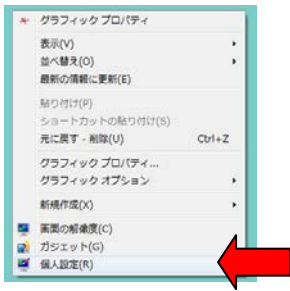 グラフィック プロパティ
表示(V)
並べ替え(O)
最新の情報に更新(E)
貼り付け(P)
ショートカットの貼り付け(S)
元に戻す - 削除(U) Ctrl+Z
グラフィック プロパティ...
グラフィック オプション
新規作成(X)
画面の解像度(C)
ガジェット(G)
個人設定(R)